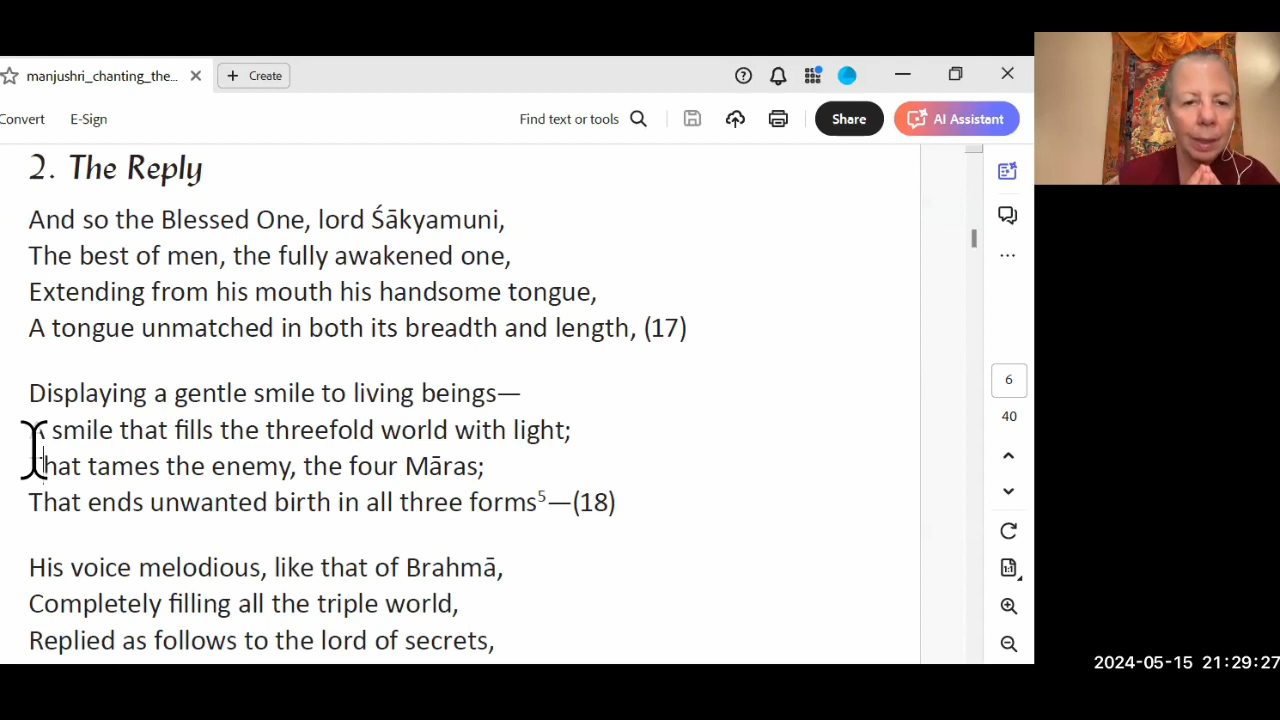 manjushri_chanting_the...
Create
Convert
E-Sign
Find text or tools
Share
AI Assistant
2. The Reply
And so the Blessed One, lord Śākyamuni,
The best of men, the fully awakened one,
Extending from his mouth his handsome tongue,
A tongue unmatched in both its breadth and length, (17)
Displaying a gentle smile to living beings—
A smile that fills the threefold world with light;
That tames the enemy, the four Māras;
That ends unwanted birth in all three forms⁵—(18)
His voice melodious, like that of Brahmā,
Completely filling all the triple world,
Replied as follows to the lord of secrets,
6
40
1:1
2024-05-15 21:29:27